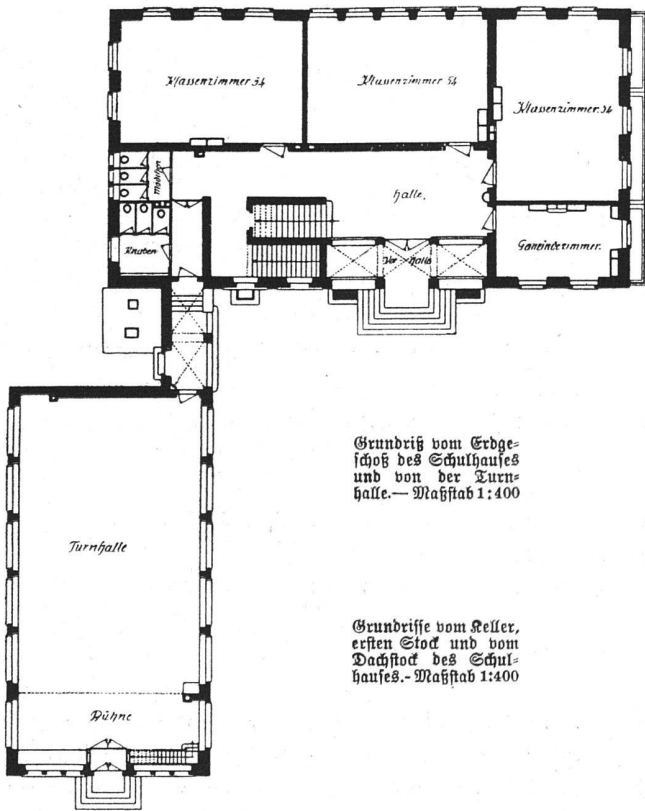 Klassenzimmer 54
Klassenzimmer 54
Klassenzimmer. 54
Mädchen
Halle.
Knaben
Vor-halle
Gemeindezimmer.
Grundriß vom Erdge=
schoß des Schulhauses
und von der Turn=
halle.— Maßstab 1:400
Turnhalle
Grundrisse vom Keller,
ersten Stock und vom
Dachstock des Schul=
hauses.- Maßstab 1:400
Bühne